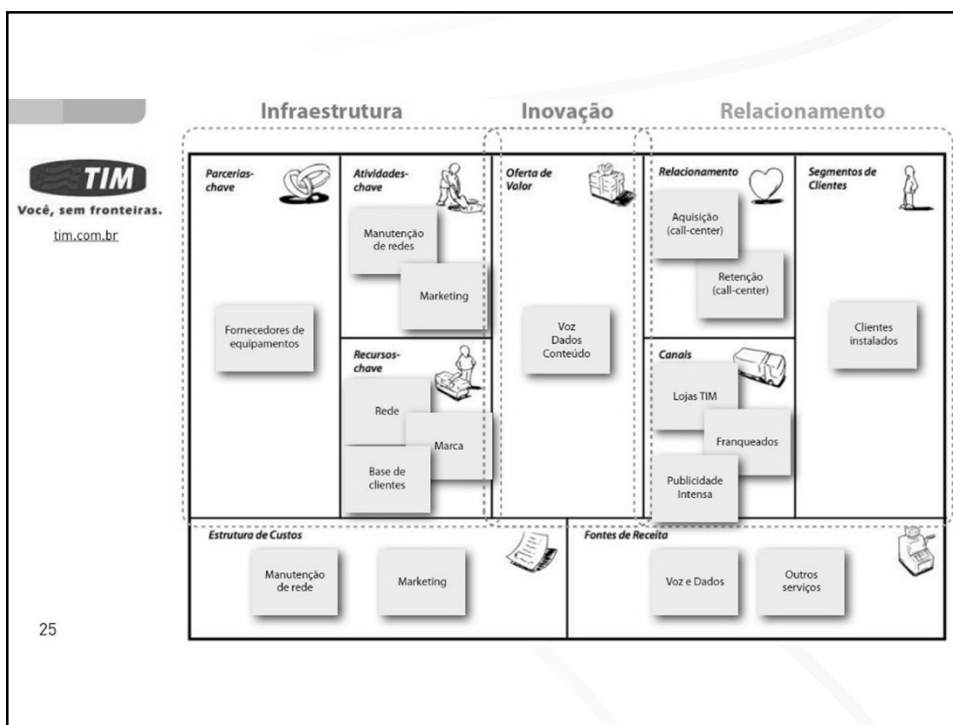 Infraestrutura
Inovação
Relacionamento
TIM
Você, sem fronteiras.
tim.com.br
Parcerias-
chave
Fornecedores de
equipamentos
Atividades-
chave
Manutenção
de redes
Marketing
Recursos-
chave
Rede
Marca
Base de
clientes
Oferta de
Valor
Voz
Dados
Conteúdo
Relacionamento
Aquisição
(call-center)
Retenção
(call-center)
Canais
Lojas TIM
Franqueados
Publicidade
Intensa
Segmentos de
Clientes
Clientes
instalados
Estrutura de Custos
Manutenção
de rede
Marketing
Fontes de Receita
Voz e Dados
Outros
serviços
25